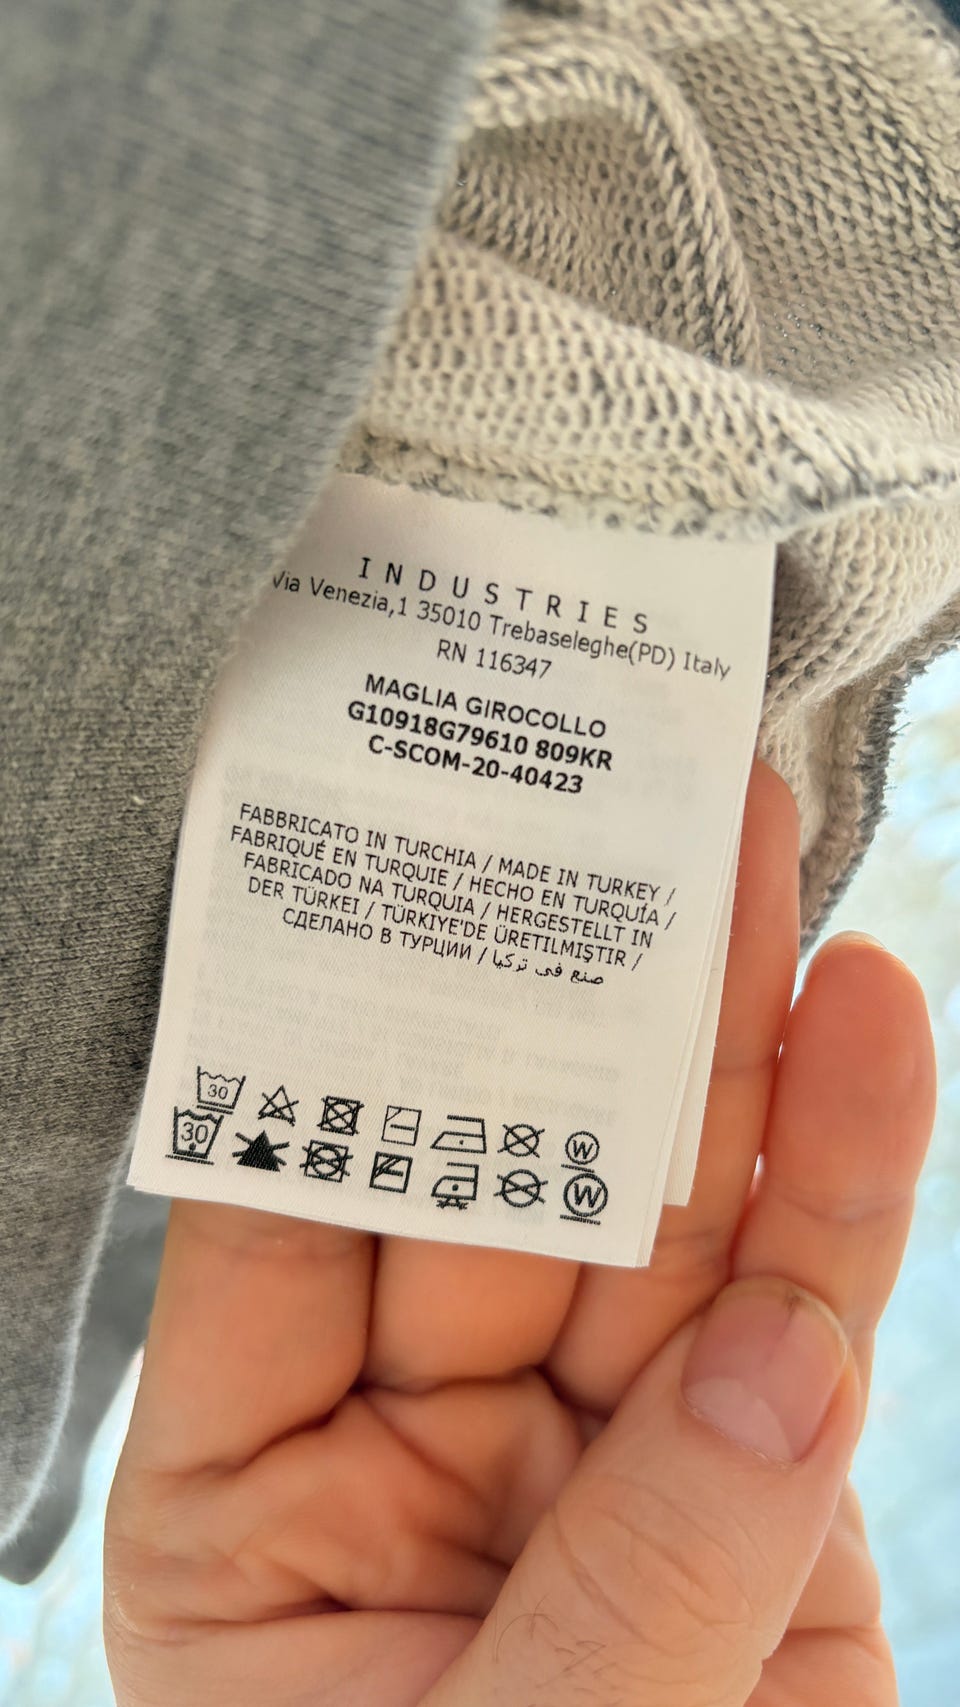 INDUSTRIES
Via Venezia,1 35010 Trebaseleghe(PD) Italy
RN 116347
MAGLIA GIROCOLLO
G10918G79610 809KR
C-SCOM-20-40423
FABBRICATO IN TURCHIA / MADE IN TURKEY /
FABRIQUÉ EN TURQUIE / HECHO EN TURQUÍA /
FABRICADO NA TURQUIA / HERGESTELLT IN
DER TÜRKEI / TÜRKIYE'DE ÜRETILMIŞTIR /
СДЕЛАНО В ТУРЦИИ / صنع في تركيا
30 W
30 W